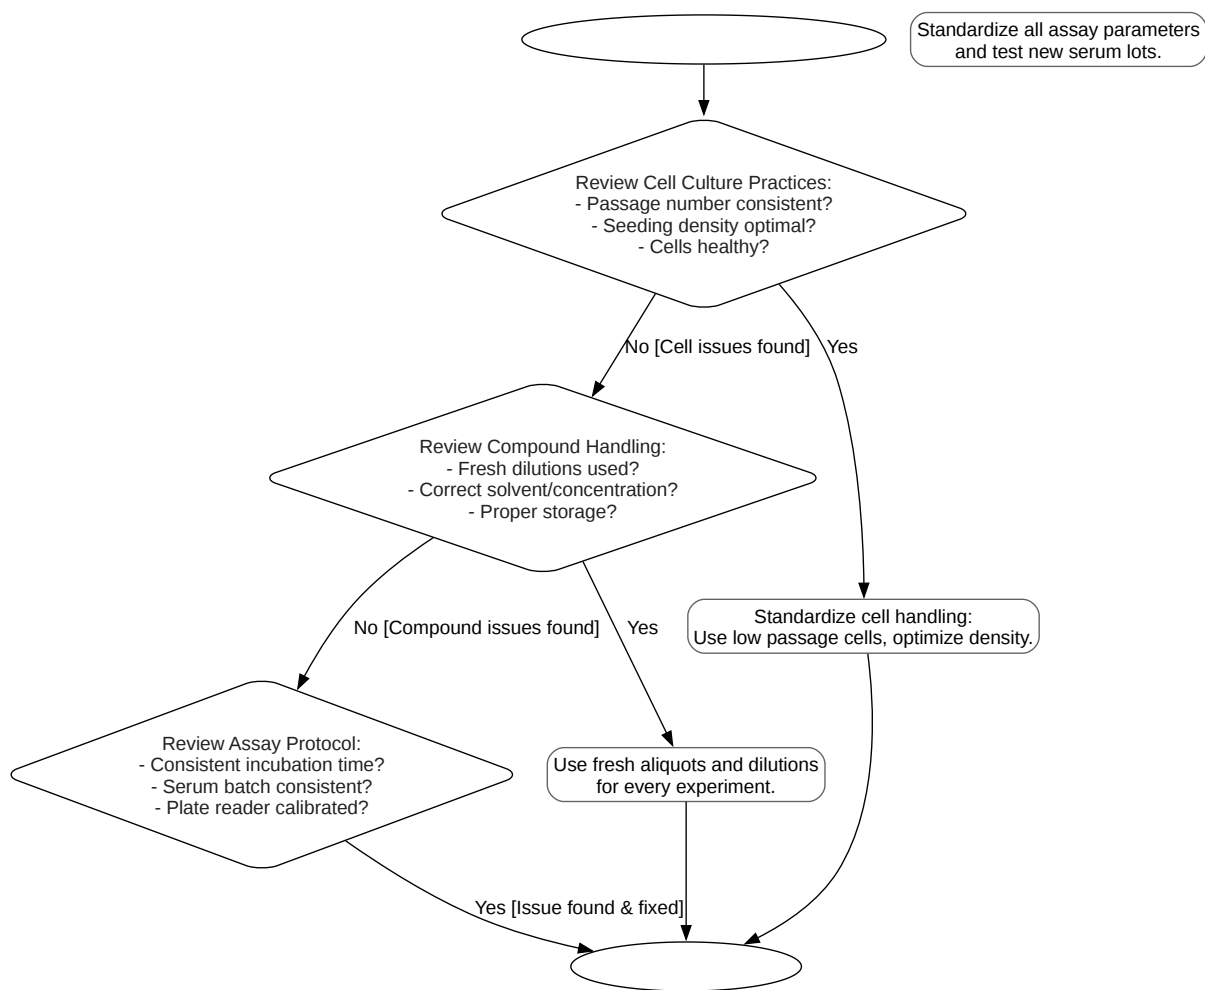 Standardize all assay parameters
and test new serum lots.
Review Cell Culture Practices:
- Passage number consistent?
- Seeding density optimal?
- Cells healthy?
No [Cell issues found]
Yes
Review Compound Handling:
- Fresh dilutions used?
- Correct solvent/concentration?
- Proper storage?
No [Compound issues found]
Yes
Standardize cell handling:
Use low passage cells, optimize density.
Review Assay Protocol:
- Consistent incubation time?
- Serum batch consistent?
- Plate reader calibrated?
Use fresh aliquots and dilutions
for every experiment.
Yes [Issue found & fixed]